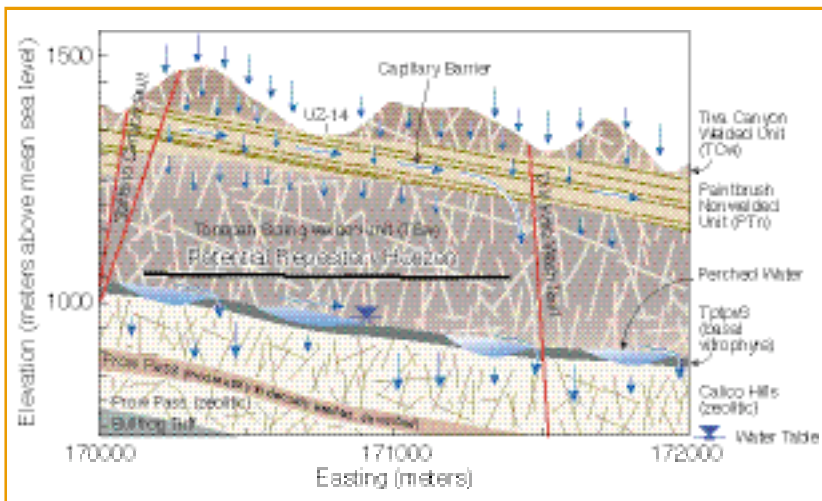 1500
1000
Elevation (meters above mean sea level)
Capillary Barrier
UZ-14
Tiva Canyon
Welded Unit
(TCw)
Paintbrush
Nonwelded
Unit (PTn)
Potential Repository Horizon
Perched Water
(basal
vitrophyre)
Calico Hills
(zeolitic)
Prow Pass (zeolitic)
Bullfrog Tuff
Water Table
170000
171000
172000
Easting (meters)